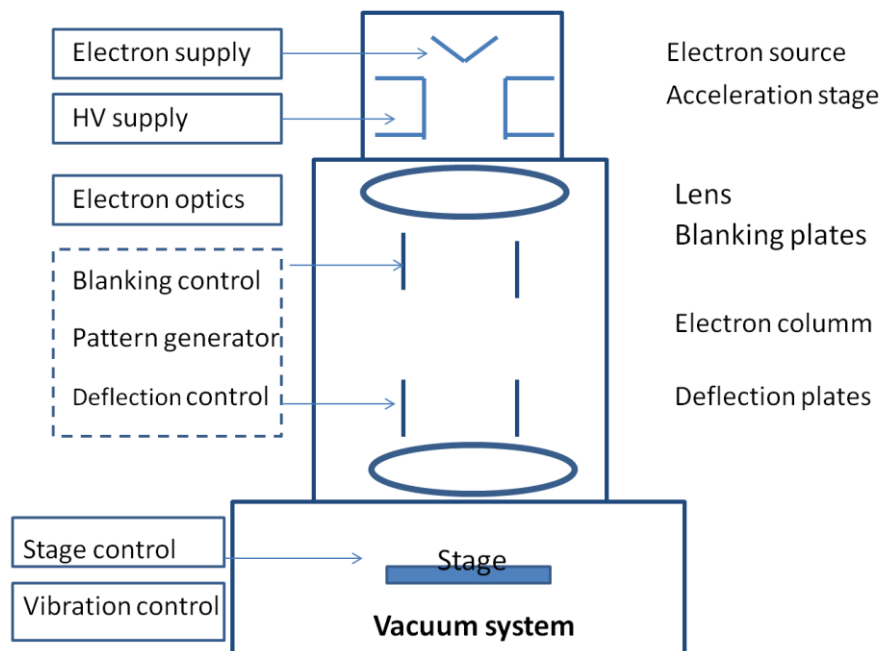 Electron supply
Electron source
HV supply
Acceleration stage
Electron optics
Lens
Blanking plates
Blanking control
Pattern generator
Electron columm
Deflection control
Deflection plates
Stage control
Stage
Vibration control
Vacuum system